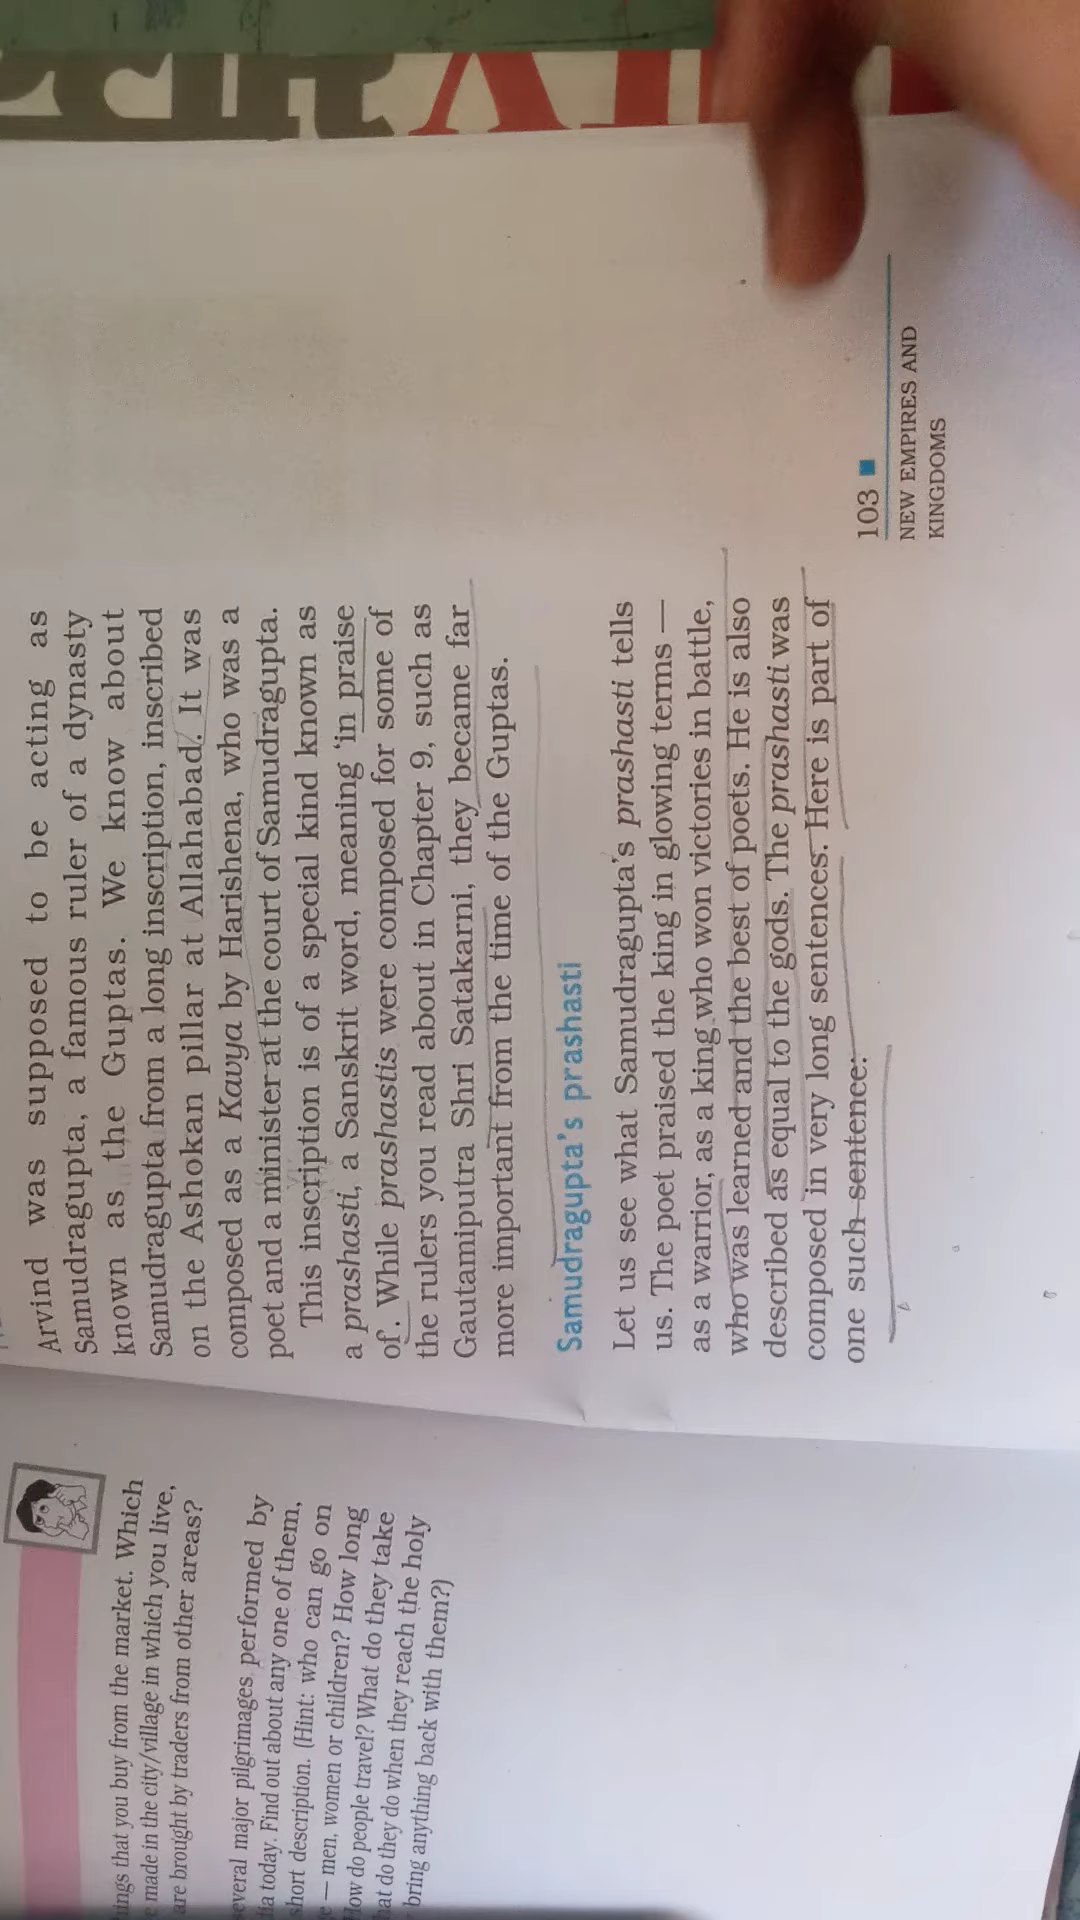 ings that you buy from the market. Which
made in the city/village in which you live,
are brought by traders from other areas?
several major pilgrimages performed by
today. Find out about any one of them,
short description. (Hint: who can go on
— men, women or children? How long
How do people travel? What do they take
hat do they do when they reach the holy
bring anything back with them?)
Arvind was supposed to be acting as
Samudragupta, a famous ruler of a dynasty
known as the Guptas. We know about
Samudragupta from a long inscription, inscribed
on the Ashokan pillar at Allahabad. It was
composed as a Kavya by Harishena, who was a
poet and a minister at the court of Samudragupta.
This inscription is of a special kind known as
a prashasti, a Sanskrit word, meaning ‘in praise
of. While prashastis were composed for some of
the rulers you read about in Chapter 9, such as
Gautamiputra Shri Satakarni, they became far
more important from the time of the Guptas.
Samudragupta’s prashasti
Let us see what Samudragupta’s prashasti tells
us. The poet praised the king in glowing terms —
as a warrior, as a king who won victories in battle,
who was learned and the best of poets. He is also
described as equal to the gods. The prashasti was
composed in very long sentences. Here is part of
one such sentence:
103
NEW EMPIRES AND
KINGDOMS